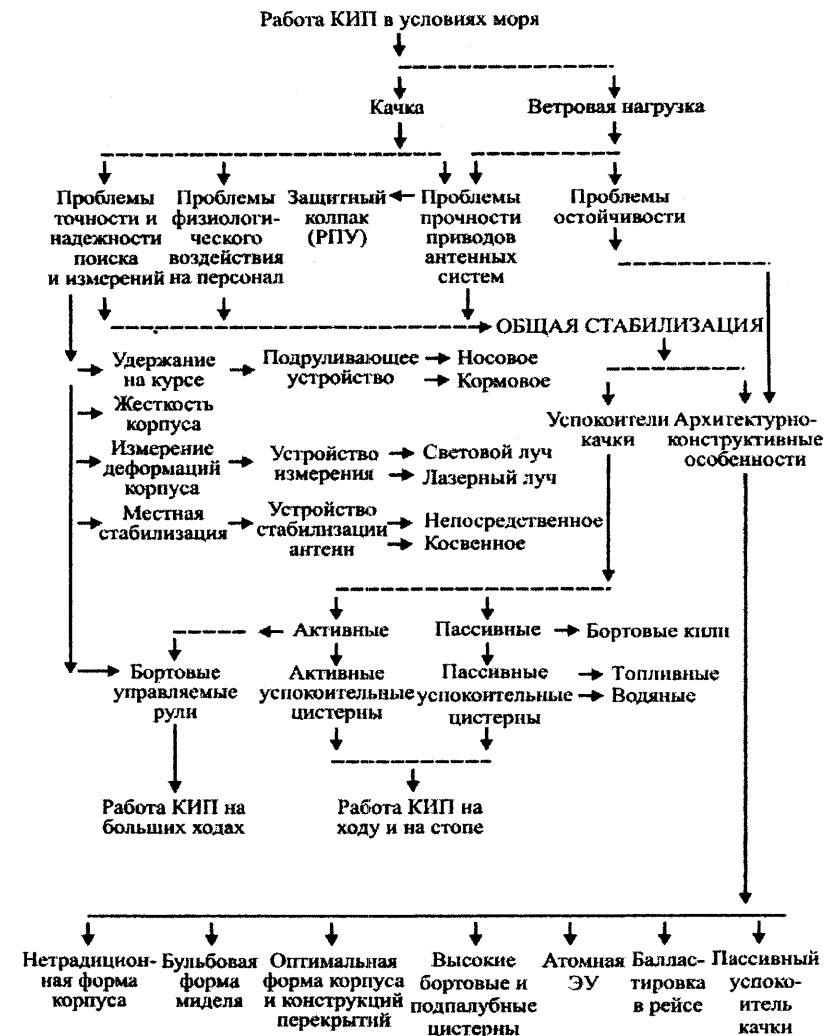 Работа КИП в условиях моря
Качка
Ветровая нагрузка
Проблемы
точности и
надежности
поиска
и измерений
Проблемы
физиологи-
ческого
воздействия
на персонал
Защитный
колпак
(РПУ)
Проблемы
прочности
приводов
антенных
систем
Проблемы
остойчивости
ОБЩАЯ СТАБИЛИЗАЦИЯ
Удержание
на курсе
Подруливающее
устройство
Носовое
Кормовое
Жесткость
корпуса
Успокоители
качки
Архитектурно-
конструктивные
особенности
Измерение
деформаций
корпуса
Устройство
измерения
Световой луч
Лазерный луч
Местная
стабилизация
Устройство
стабилизации
антенн
Непосредственное
Косвенное
Активные
Пассивные
Бортовые кили
Бортовые
управляемые
рули
Активные
успокоительные
цистерны
Пассивные
успокоительные
цистерны
Топливные
Водяные
Работа КИП на
больших ходах
Работа КИП на
ходу и на стопе
Нетрадицион-
ная форма
корпуса
Бульбовая
форма
миделя
Оптимальная
форма корпуса
и конструкций
перекрытий
Высокие
бортовые и
подпалубные
цистерны
Атомная
ЭУ
Балла­с-
тировка
в рейсе
Пассивный
успоко-
итель
качки